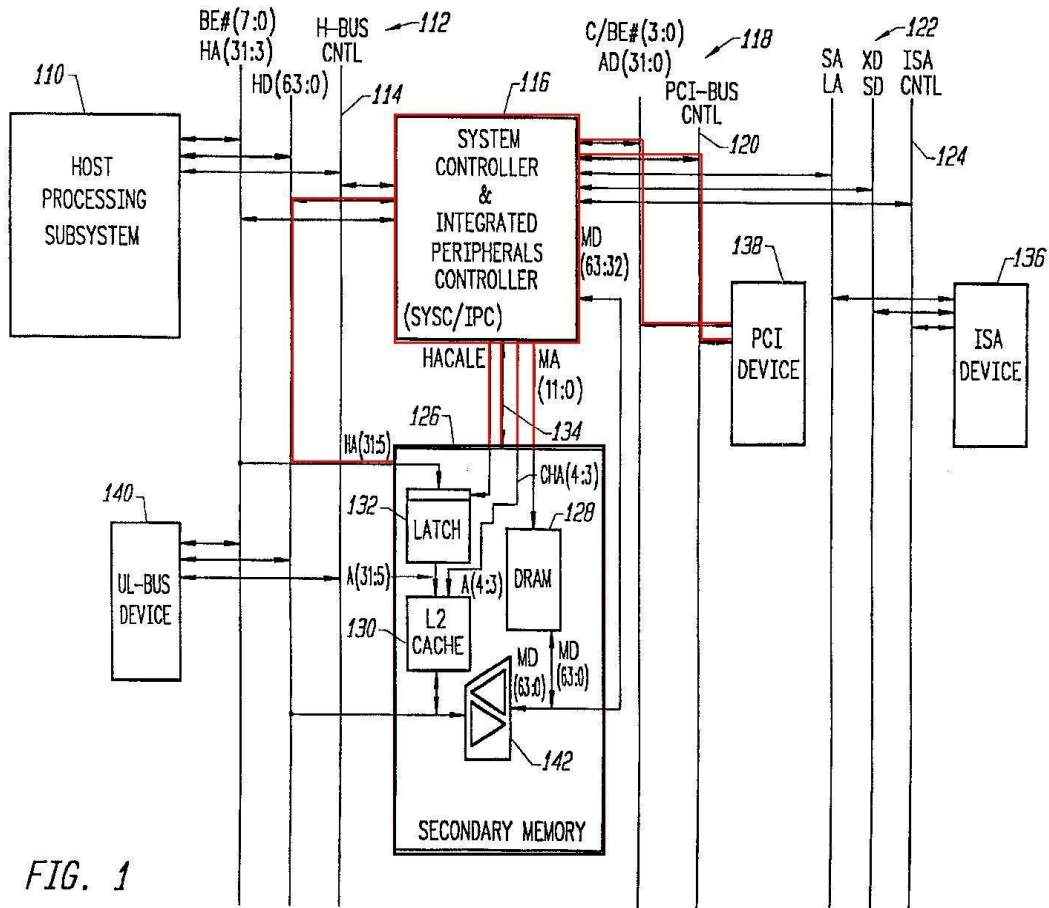 BE#(7:0)
HA(31:3)
H-BUS
CNTL
112
HD(63:0)
114
C/BE#(3:0)
AD(31:0)
118
PCI-BUS
CNTL
120
SA
LA
XD
SD
122
ISA
CNTL
124
110
HOST
PROCESSING
SUBSYSTEM
116
SYSTEM
CONTROLLER
&
INTEGRATED
PERIPHERALS
CONTROLLER
(SYSC/IPC)
MD
(63:32)
138
PCI
DEVICE
136
ISA
DEVICE
HACALE
MA
(11:0)
126
134
HA(31:5)
CHA(4:3)
132
LATCH
128
DRAM
140
UL-BUS
DEVICE
A(31:5)
A(4:3)
130
L2
CACHE
MD
(63:0)
MD
(63:0)
142
SECONDARY MEMORY
FIG. 1